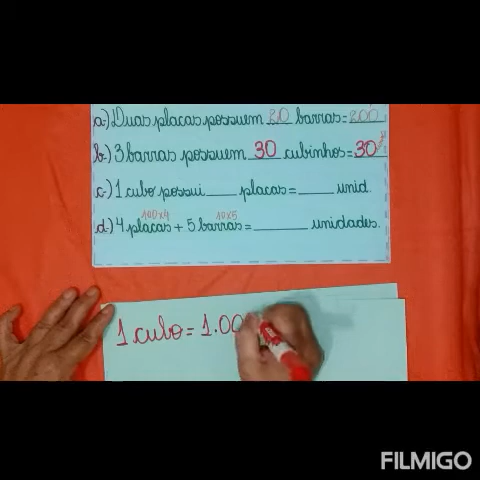 a-) Duas placas possuem 20 barras = 200
b-) 3 barras possuem 30 cubinhos = 30
c-) 1 cubo possui ____ placas = ____ unid.
100x4 10x5
d-) 4 placas + 5 barras = ________ unidades.
1 cubo = 1.00
FILMIGO